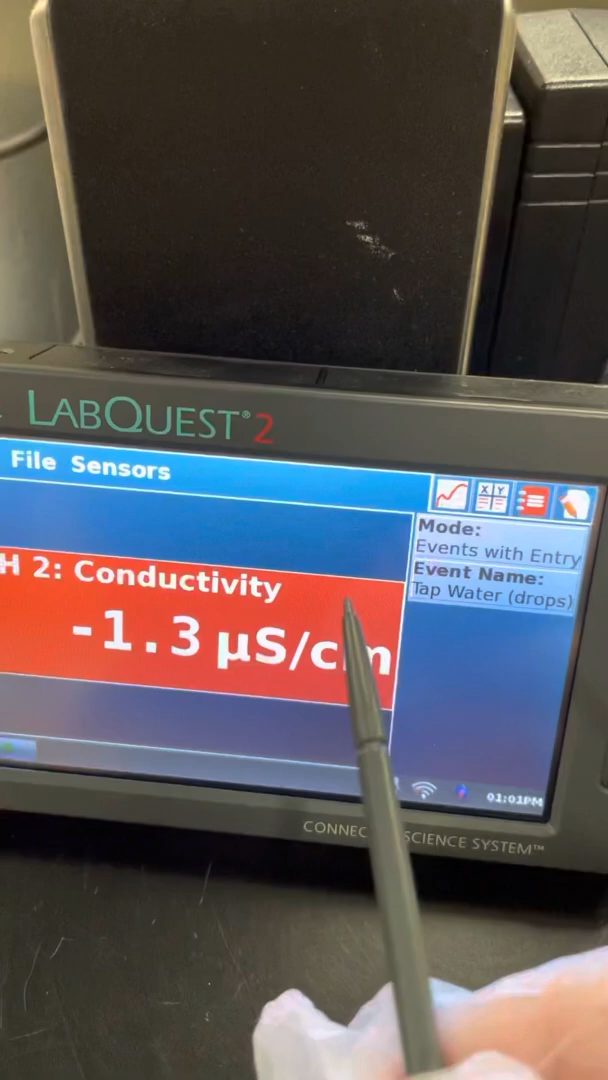 LABQUEST® 2
File Sensors
H 2: Conductivity
-1.3 µS/cm
Mode:
Events with Entry
Event Name:
Tap Water (drops)
01:01PM
SCIENCE SYSTEM™